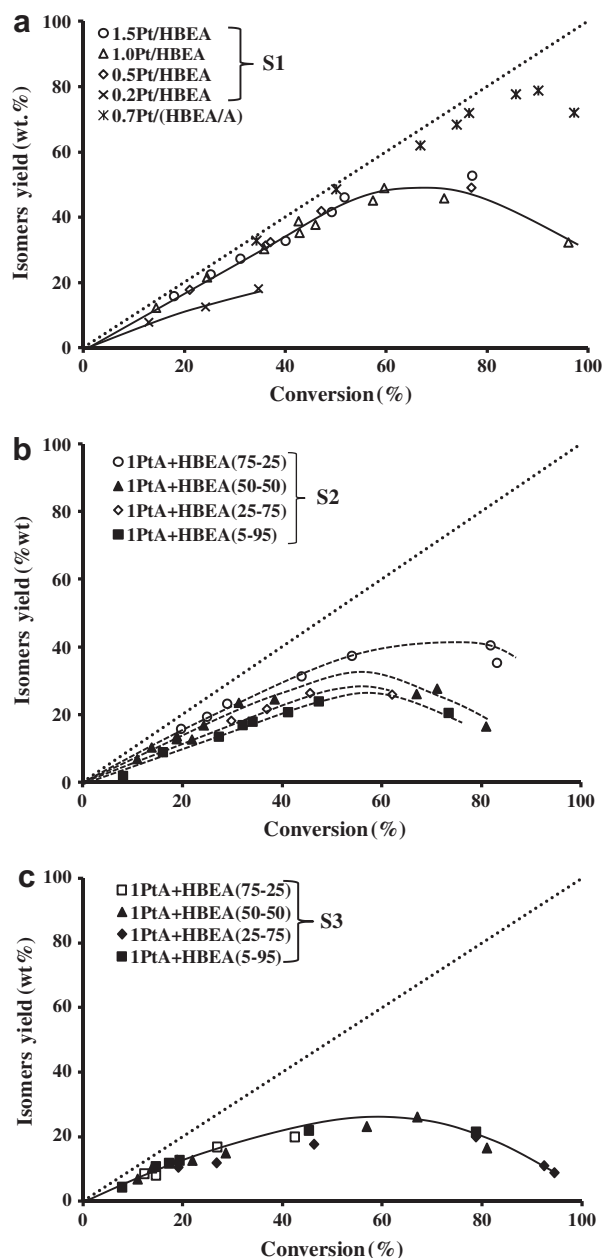 a
100
80
60
40
20
0
Isomers yield (wt.%)
1.5Pt/HBEA
1.0Pt/HBEA
0.5Pt/HBEA
0.2Pt/HBEA
0.7Pt/(HBEA/A)
S1
0 20 40 60 80 100
Conversion (%)
b
100
80
60
40
20
0
Isomers yield (%wt)
1PtA+HBEA(75-25)
1PtA+HBEA(50-50)
1PtA+HBEA(25-75)
1PtA+HBEA(5-95)
S2
0 20 40 60 80 100
Conversion (%)
c
100
80
60
40
20
0
Isomers yield (wt%)
1PtA+HBEA(75-25)
1PtA+HBEA(50-50)
1PtA+HBEA(25-75)
1PtA+HBEA(5-95)
S3
0 20 40 60 80 100
Conversion (%)